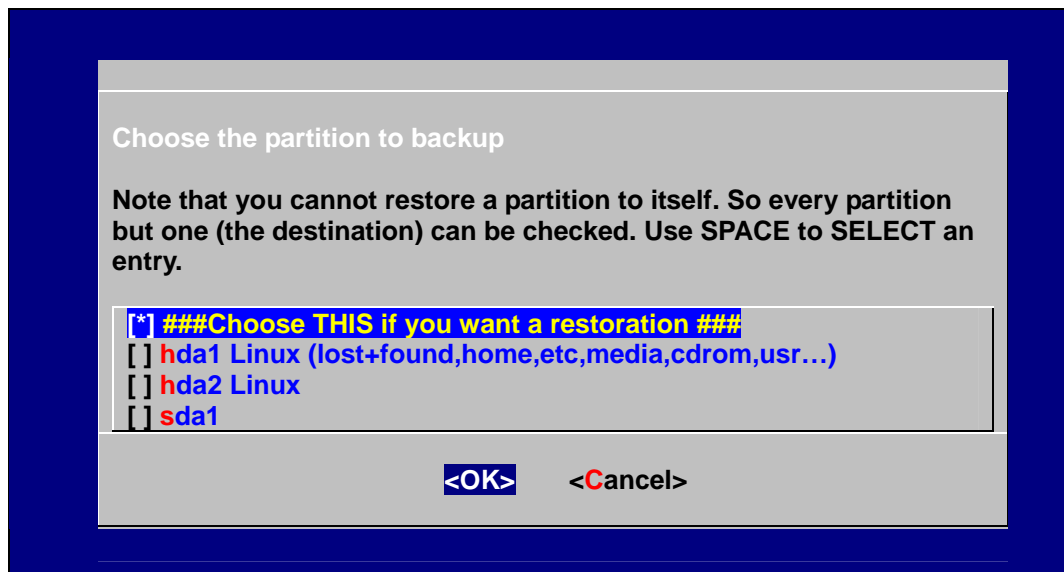 Choose the partition to backup
Note that you cannot restore a partition to itself. So every partition
but one (the destination) can be checked. Use SPACE to SELECT an
entry.
[*] ###Choose THIS if you want a restoration ###
[ ] hda1 Linux (lost+found,home,etc,media,cdrom,usr…)
[ ] hda2 Linux
[ ] sda1
<OK> <Cancel>